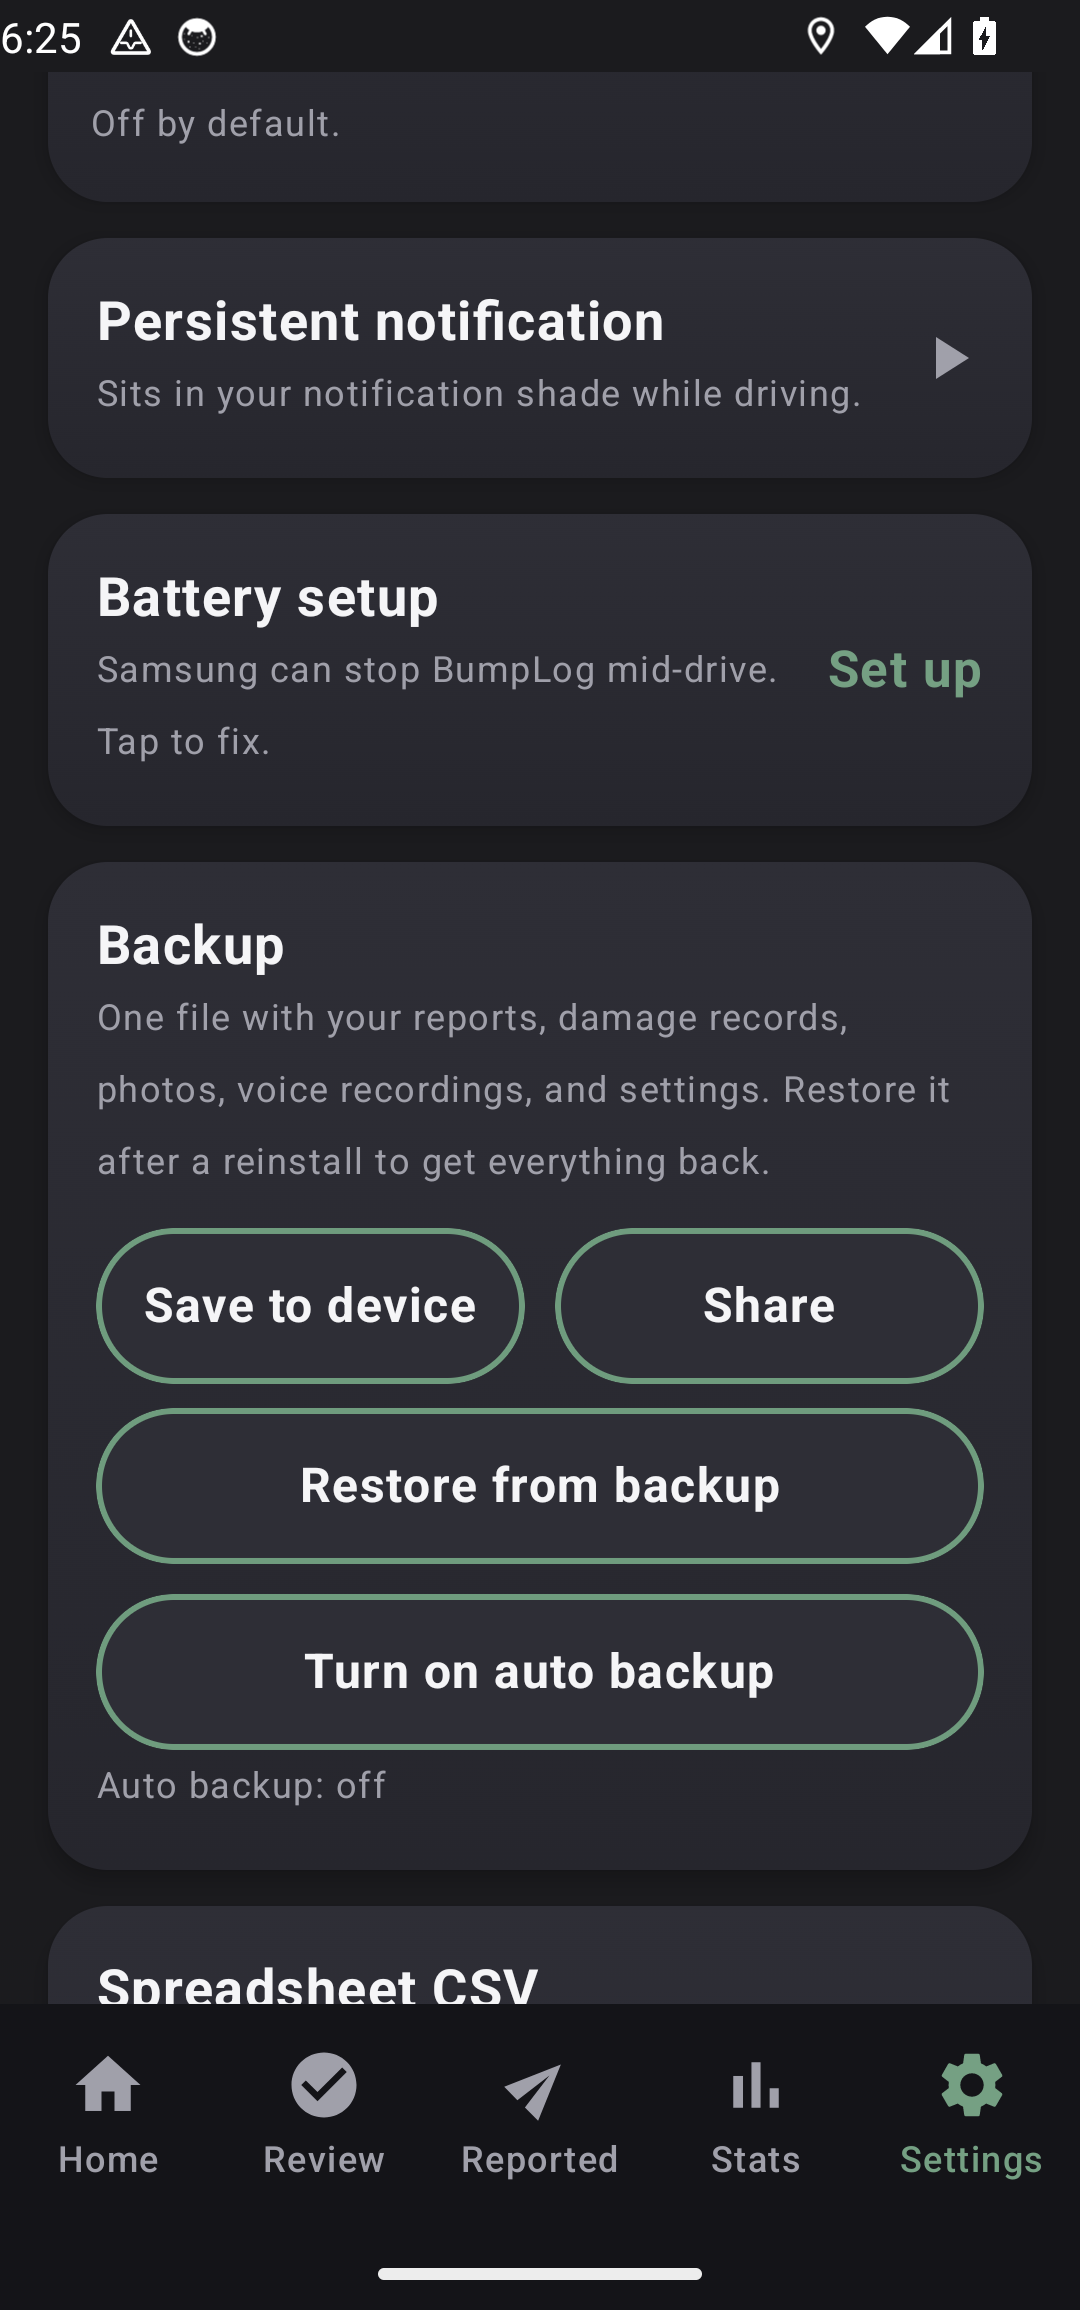 6:25
Off by default.
Persistent notification
Sits in your notification shade while driving.
Battery setup
Samsung can stop BumpLog mid-drive.
Tap to fix.
Set up
Backup
One file with your reports, damage records,
photos, voice recordings, and settings. Restore it
after a reinstall to get everything back.
Save to device
Share
Restore from backup
Turn on auto backup
Auto backup: off
Spreadsheet CSV
Home
Review
Reported
Stats
Settings